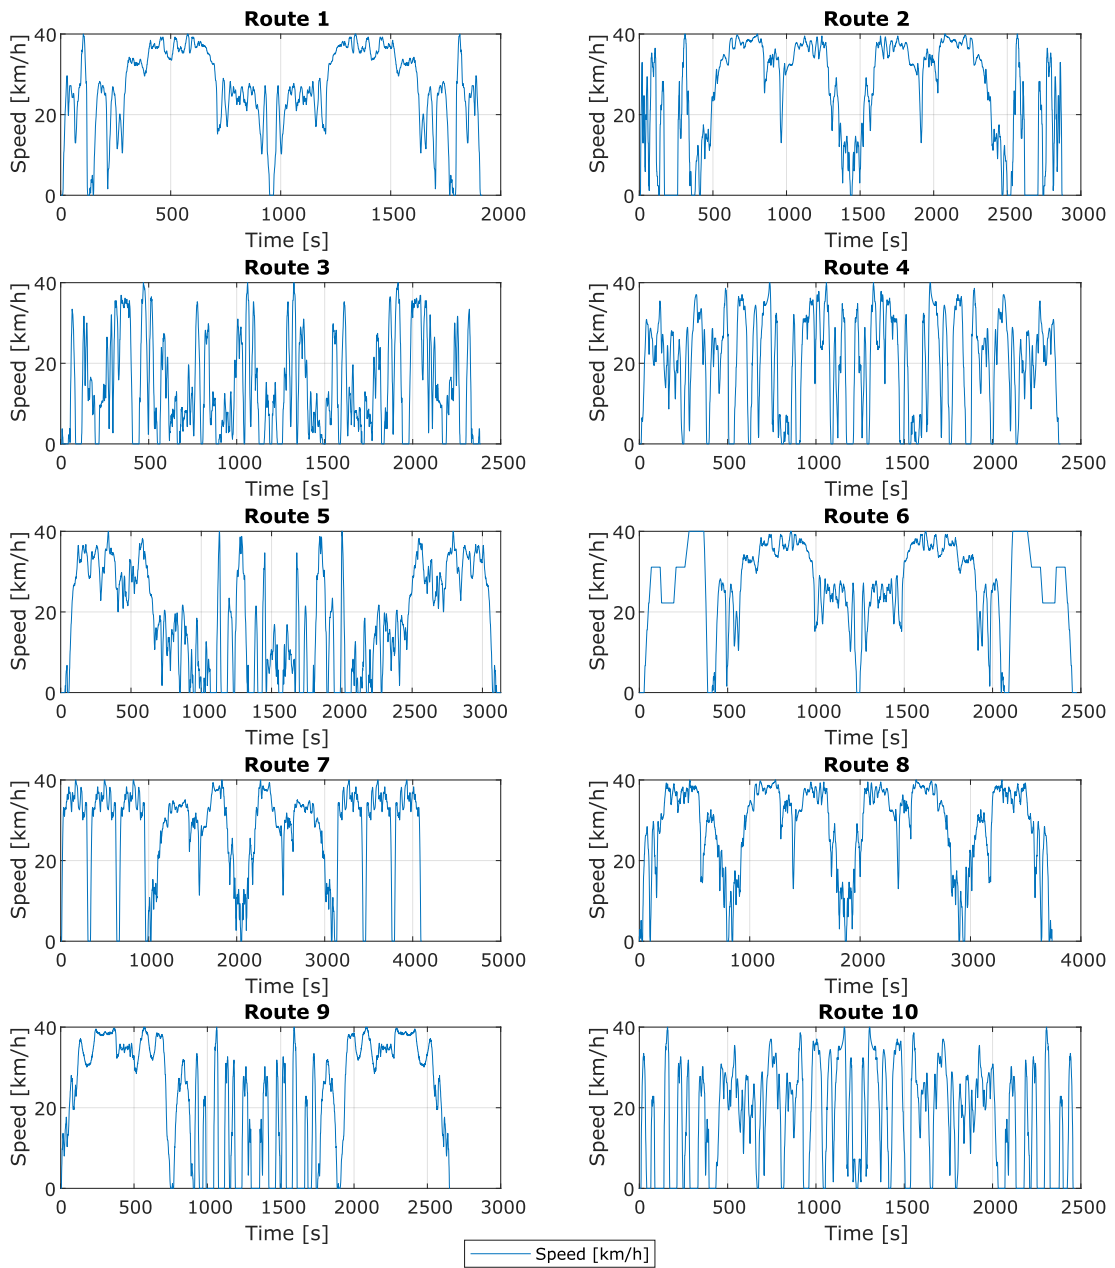 Route 1
Route 2
40
20
0
Speed [km/h]
0 500 1000 1500 2000
Time [s]
40
20
0
Speed [km/h]
0 500 1000 1500 2000 2500 3000
Time [s]
Route 3
Route 4
40
20
0
Speed [km/h]
0 500 1000 1500 2000 2500
Time [s]
40
20
0
Speed [km/h]
0 500 1000 1500 2000 2500
Time [s]
Route 5
Route 6
40
20
0
Speed [km/h]
0 500 1000 1500 2000 2500 3000
Time [s]
40
20
0
Speed [km/h]
0 500 1000 1500 2000 2500
Time [s]
Route 7
Route 8
40
20
0
Speed [km/h]
0 1000 2000 3000 4000 5000
Time [s]
40
20
0
Speed [km/h]
0 1000 2000 3000 4000
Time [s]
Route 9
Route 10
40
20
0
Speed [km/h]
0 500 1000 1500 2000 2500 3000
Time [s]
40
20
0
Speed [km/h]
0 500 1000 1500 2000 2500
Time [s]
Speed [km/h]